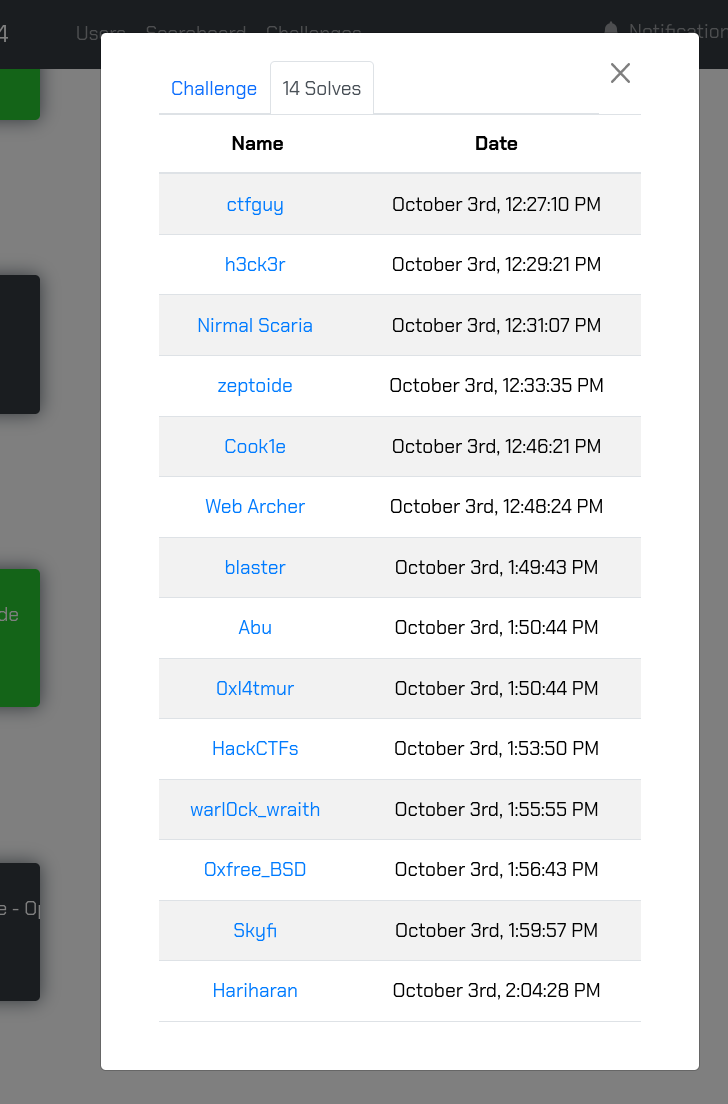 4 Users Scoreboard Challenges Notification
Challenge 14 Solves
Name Date
ctfguy October 3rd, 12:27:10 PM
h3ck3r October 3rd, 12:29:21 PM
Nirmal Scaria October 3rd, 12:31:07 PM
zeptoide October 3rd, 12:33:35 PM
Cook1e October 3rd, 12:46:21 PM
Web Archer October 3rd, 12:48:24 PM
blaster October 3rd, 1:49:43 PM
de
Abu October 3rd, 1:50:44 PM
0xl4tmur October 3rd, 1:50:44 PM
HackCTFs October 3rd, 1:53:50 PM
warl0ck_wraith October 3rd, 1:55:55 PM
0xfree_BSD October 3rd, 1:56:43 PM
e - Op
Skyfi October 3rd, 1:59:57 PM
Hariharan October 3rd, 2:04:28 PM